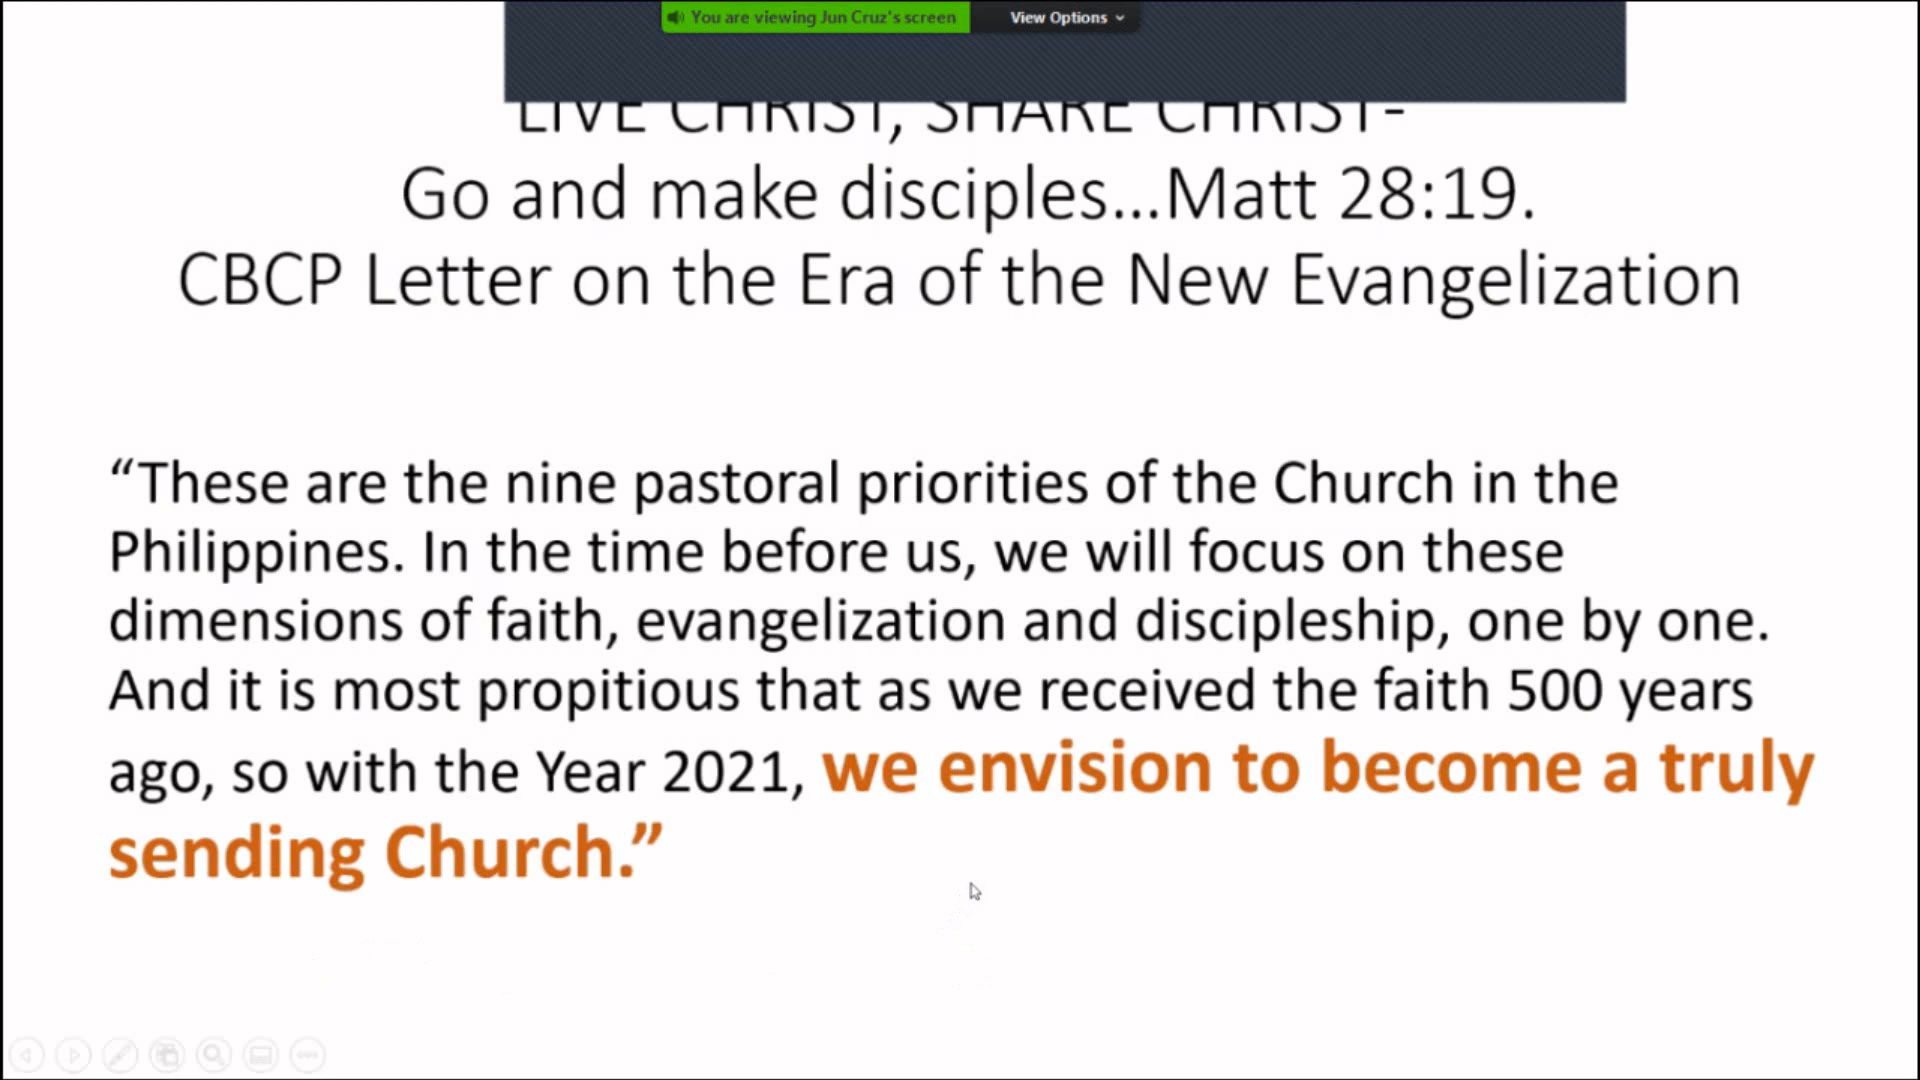 You are viewing Jun Cruz's screen
View Options
LIVE CHRIST, SHARE CHRIST-
Go and make disciples...Matt 28:19.
CBCP Letter on the Era of the New Evangelization
“These are the nine pastoral priorities of the Church in the
Philippines. In the time before us, we will focus on these
dimensions of faith, evangelization and discipleship, one by one.
And it is most propitious that as we received the faith 500 years
ago, so with the Year 2021, we envision to become a truly
sending Church.”